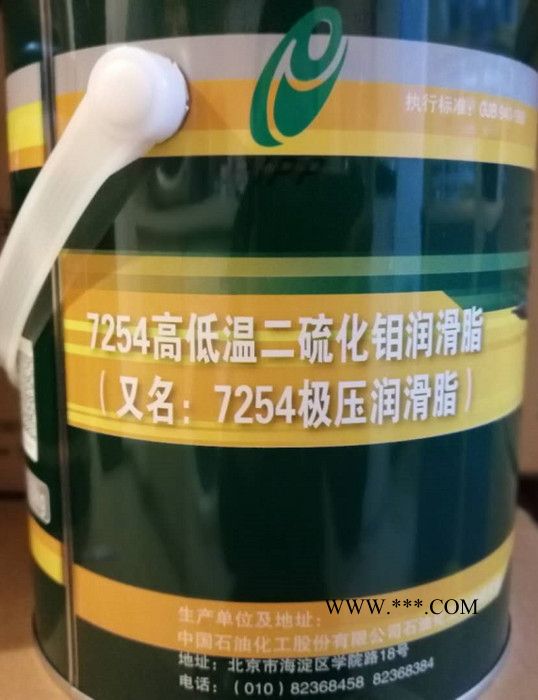 执行标准：GJB
7254高低温二硫化钼润滑脂
（又名：7254极压润滑脂）
WWW.***.COM
生产单位及地址：
中国石油化工股份有限公司石油
地址：北京市海淀区学院路18号
电话：（010）82368458 82368384